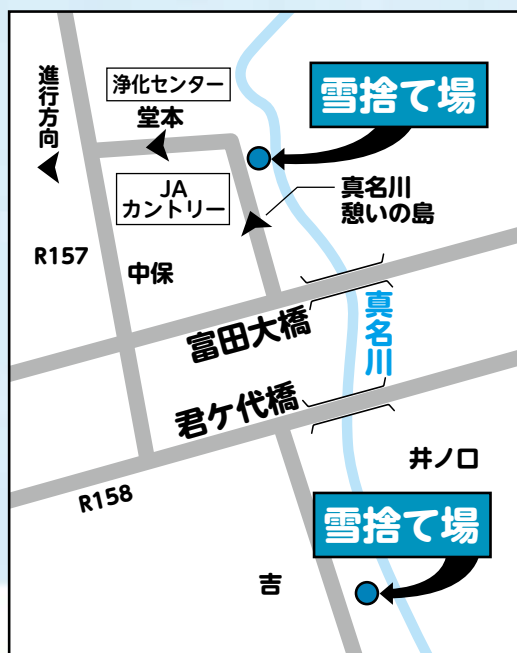 進行方向
浄化センター
堂本
雪捨て場
JA
カントリー
真名川
憩いの島
R157
中保
富田大橋
真名川
君ケ代橋
井ノ口
R158
雪捨て場
吉